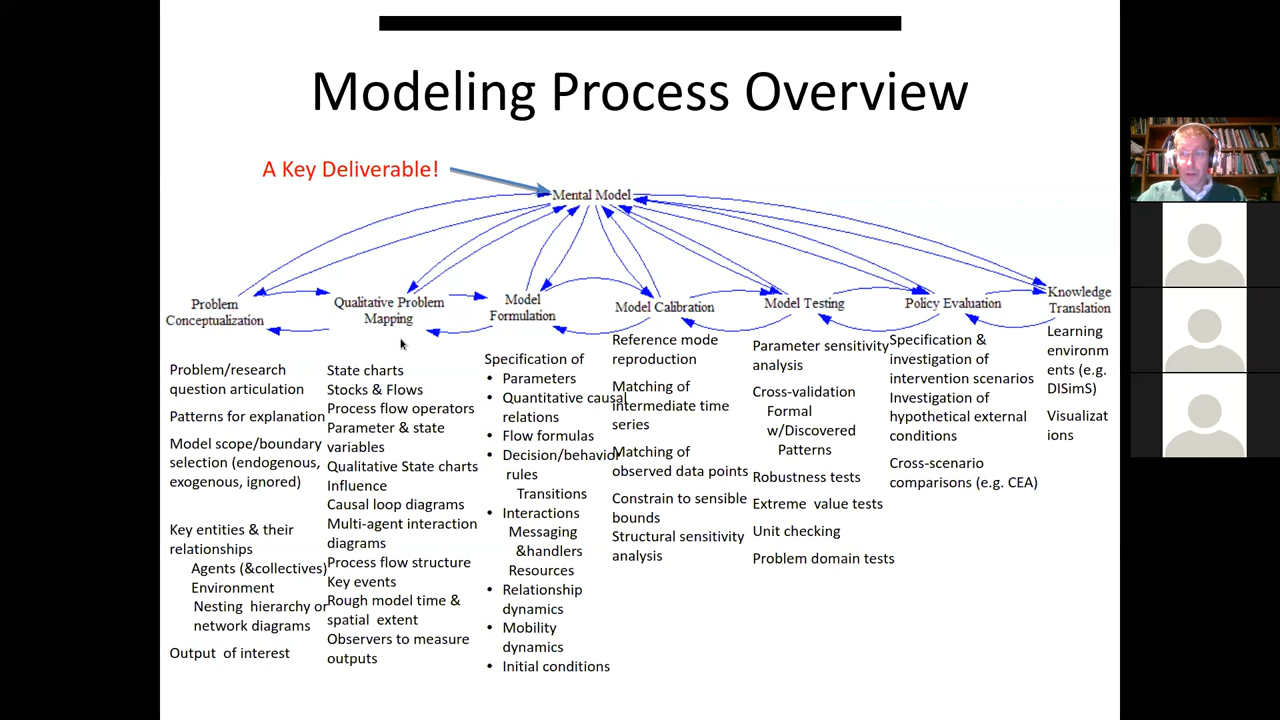 Modeling Process Overview
A Key Deliverable!
Mental Model
Problem
Conceptualization
Qualitative Problem
Mapping
Model
Formulation
Model Calibration
Model Testing
Policy Evaluation
Knowledge
Translation
Problem/research
question articulation
Patterns for explanation
Model scope/boundary
selection (endogenous,
exogenous, ignored)
Key entities & their
relationships
Agents (&collectives)
Environment
Nesting hierarchy or
network diagrams
Output of interest
State charts
Stocks & Flows
Process flow operators
Parameter & state
variables
Qualitative State charts
Influence
Causal loop diagrams
Multi-agent interaction
diagrams
Process flow structure
Key events
Rough model time &
spatial extent
Observers to measure
outputs
Specification of
• Parameters
• Quantitative causal
relations
• Flow formulas
• Decision/behavior
rules
Transitions
• Interactions
Messaging
&handlers
Resources
• Relationship
dynamics
• Mobility
dynamics
• Initial conditions
Reference mode
reproduction
Matching of
intermediate time
series
Matching of
observed data points
Constrain to sensible
bounds
Structural sensitivity
analysis
Parameter sensitivity
analysis
Cross-validation
Formal
w/Discovered
Patterns
Robustness tests
Extreme value tests
Unit checking
Problem domain tests
Specification &
investigation of
intervention scenarios
Investigation of
hypothetical external
conditions
Cross-scenario
comparisons (e.g. CEA)
Learning
environm
ents (e.g.
DISimS)
Visualizat
ions